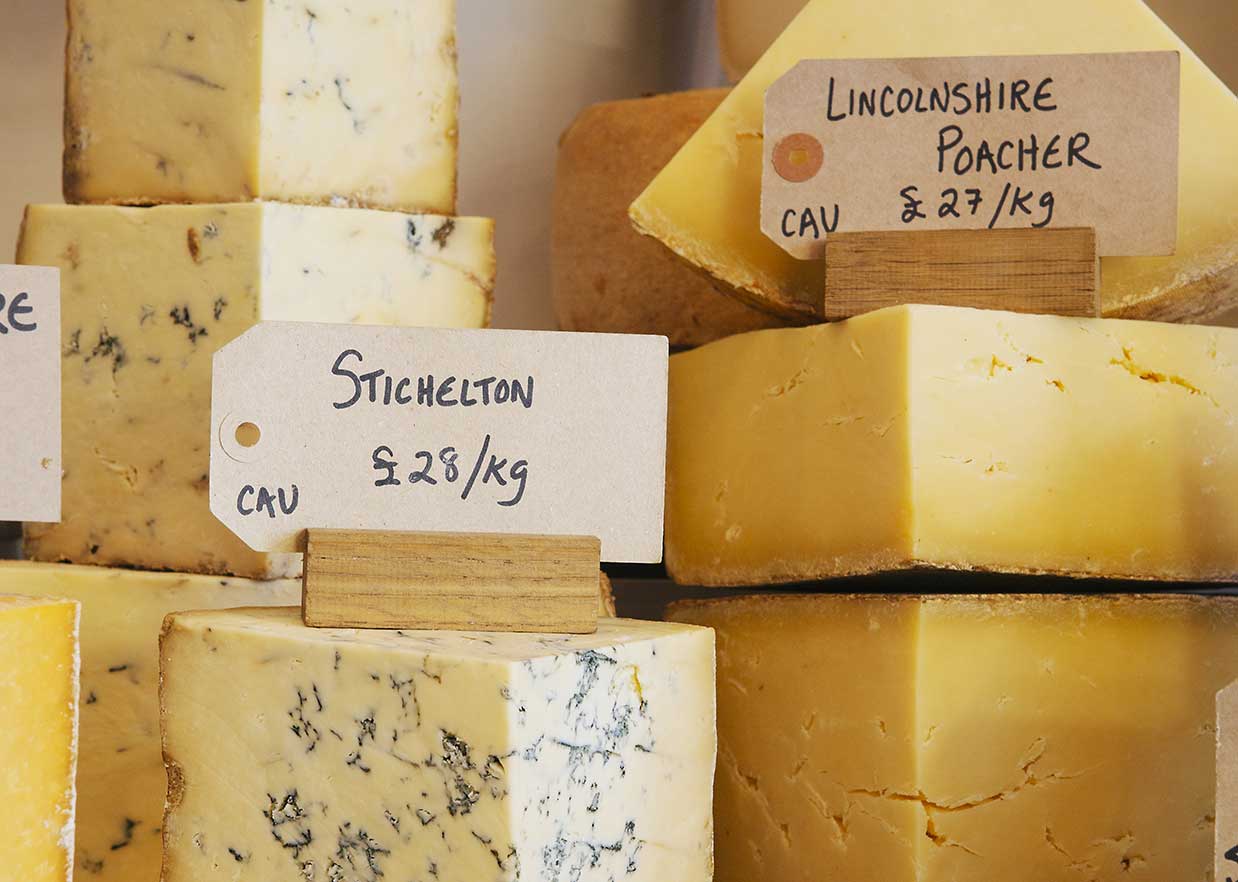 LINCOLNSHIRE
POACHER
£27/kg
CAU
STICHELTON
£28/kg
CAU
RE